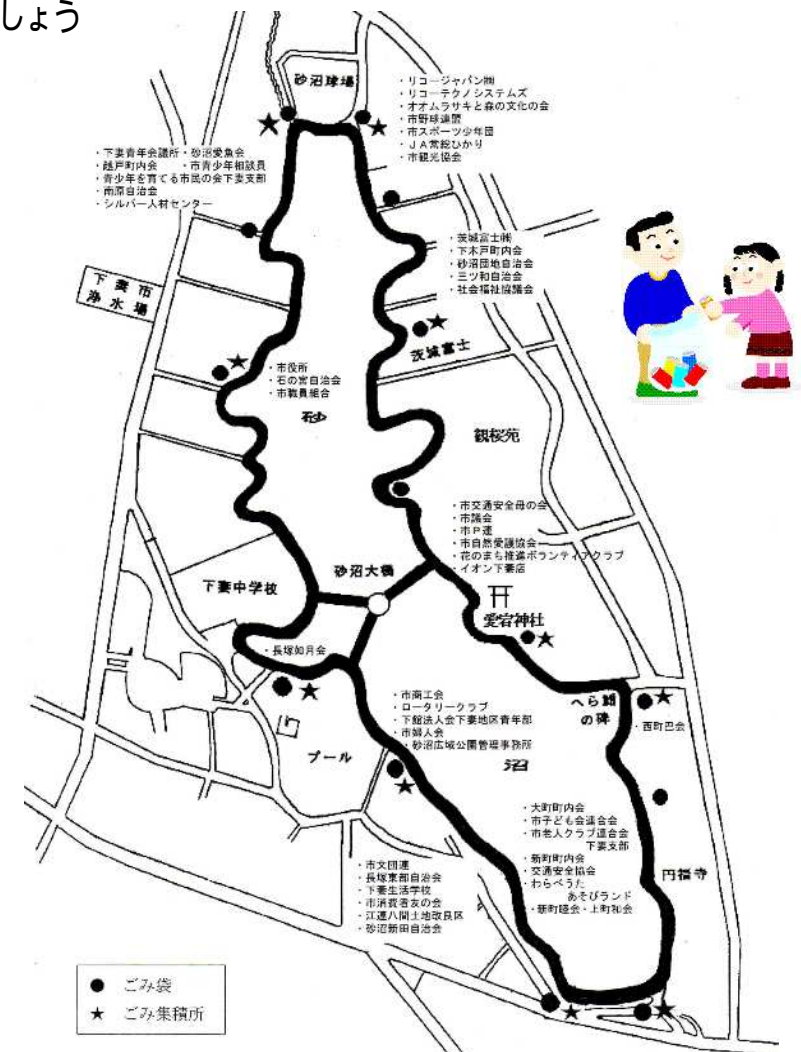 しょう
砂沼球場
・リコージャパン㈱
・リコーテクノシステムズ
・オオムラサキと森の文化の会
・市野球連盟
・市スポーツ少年団
・JA常総ひかり
・市観光協会
・下妻青年会議所・砂沼愛魚会
・越戸町内会 ・市青少年相談員
・青少年を育てる市民の会下妻支部
・南原自治会
・シルバー人材センター
・茨城富士㈱
・下木戸町内会
・砂沼団地自治会
・三ツ和自治会
・社会福祉協議会
下妻市
浄水場
茨城富士
・市役所
・石の宮自治会
・市職員組合
砂
観桜苑
・市交通安全母の会
・市議会
・市P連
・市自然愛護協会
・花のまち推進ボランティアクラブ
・イオン下妻店
砂沼大橋
下妻中学校
愛宕神社
・長塚如月会
・市商工会
・ロータリークラブ
・下館法人会下妻地区青年部
・市婦人会
・砂沼広域公園管理事務所
へら鮒
の碑
・西町巴会
プール
沼
・大町町内会
・市子ども会連合会
・市老人クラブ連合会
下妻支部
・新町町内会
・交通安全協会
・わらべうた
あそびランド
・新町睦会・上町和会
円福寺
・市文団連
・長塚東部自治会
・下妻生活学校
・市消費者友の会
・江連八間土地改良区
・砂沼新田自治会
● ごみ袋
★ ごみ集積所